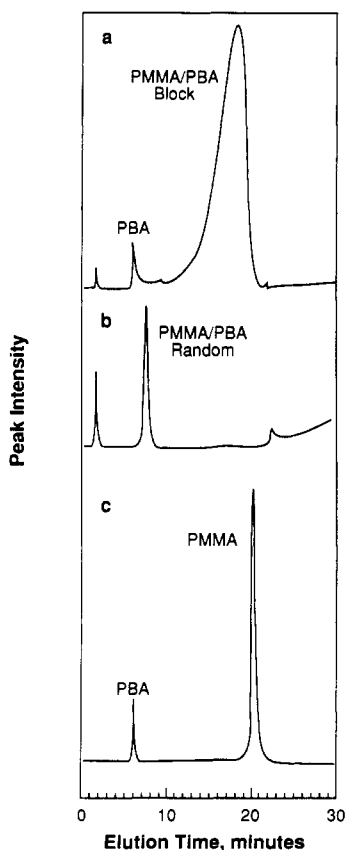 a
PMMA/PBA
Block
PBA
b
PMMA/PBA
Random
c
PMMA
PBA
Peak Intensity
0 10 20 30
Elution Time, minutes